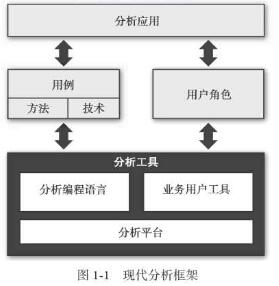 分析应用
用例
方法 技术
用户角色
分析工具
分析编程语言 业务用户工具
分析平台
图 1-1 现代分析框架